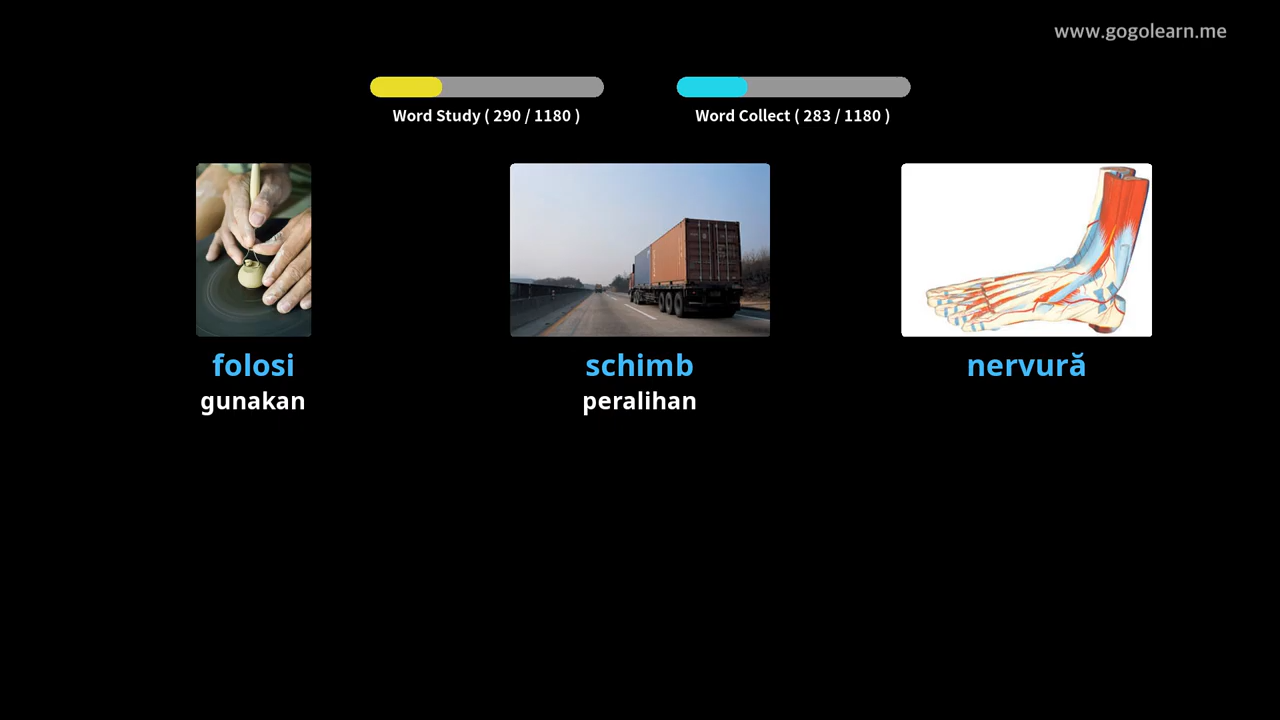 www.gogolearn.me
Word Study ( 290 / 1180 )
Word Collect ( 283 / 1180 )
folosi
gunakan
schimb
peralihan
nervură